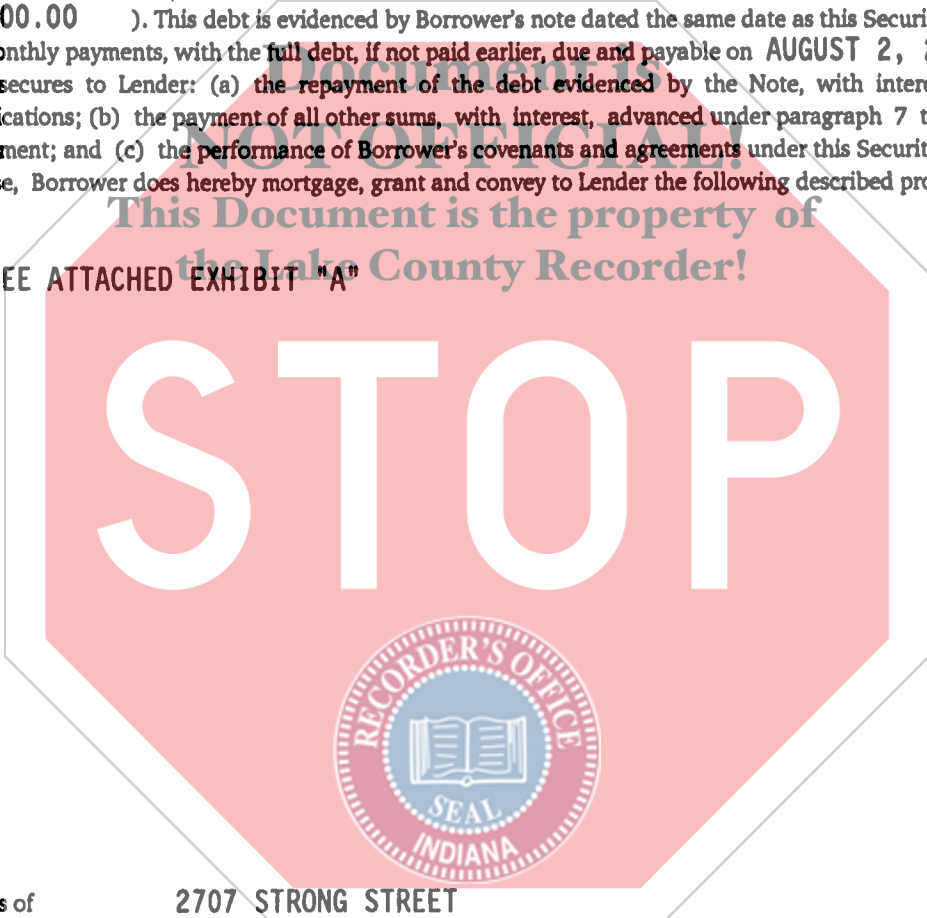 00.00 ). This debt is evidenced by Borrower's note dated the same date as this Securi
onthly payments, with the full debt, if not paid earlier, due and payable on AUGUST 2, 2
Document is
secures to Lender: (a) the repayment of the debt evidenced by the Note, with intere
ications; (b) the payment of all other sums, with interest, advanced under paragraph 7 t
NOT OFFICIAL!
ment; and (c) the performance of Borrower's covenants and agreements under this Securit
se, Borrower does hereby mortgage, grant and convey to Lender the following described pro
This Document is the property of
the Lake County Recorder!
EE ATTACHED EXHIBIT "A"
STOP
RECORDER'S OFFICE
SEAL
INDIANA
s of 2707 STRONG STREET